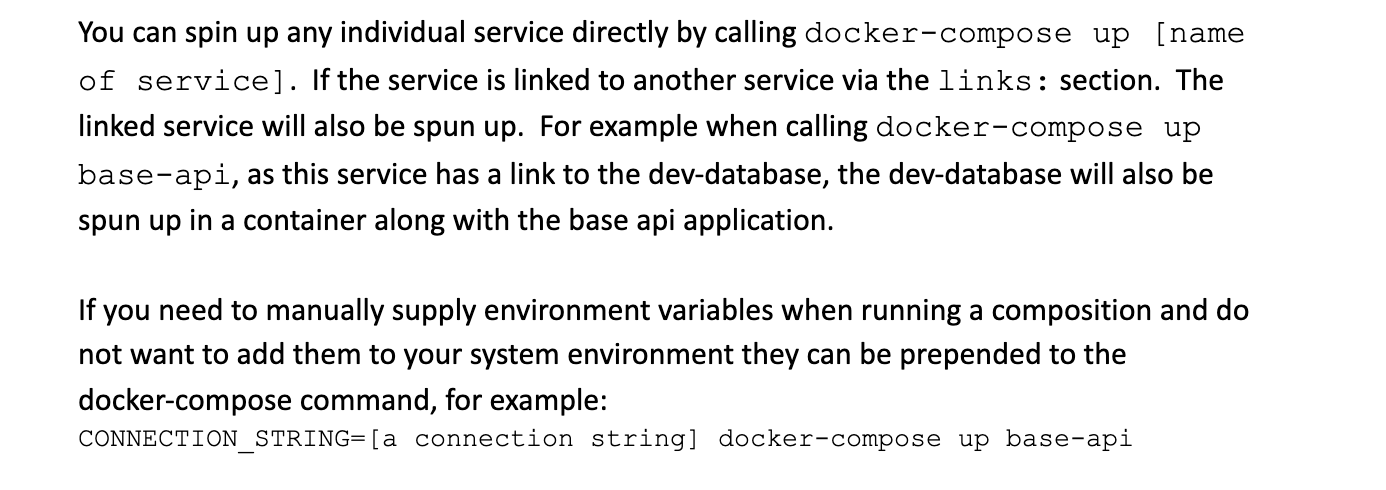 You can spin up any individual service directly by calling docker-compose up [name
of service]. If the service is linked to another service via the links: section. The
linked service will also be spun up. For example when calling docker-compose up
base-api, as this service has a link to the dev-database, the dev-database will also be
spun up in a container along with the base api application.
If you need to manually supply environment variables when running a composition and do
not want to add them to your system environment they can be prepended to the
docker-compose command, for example:
CONNECTION_STRING=[a connection string] docker-compose up base-api